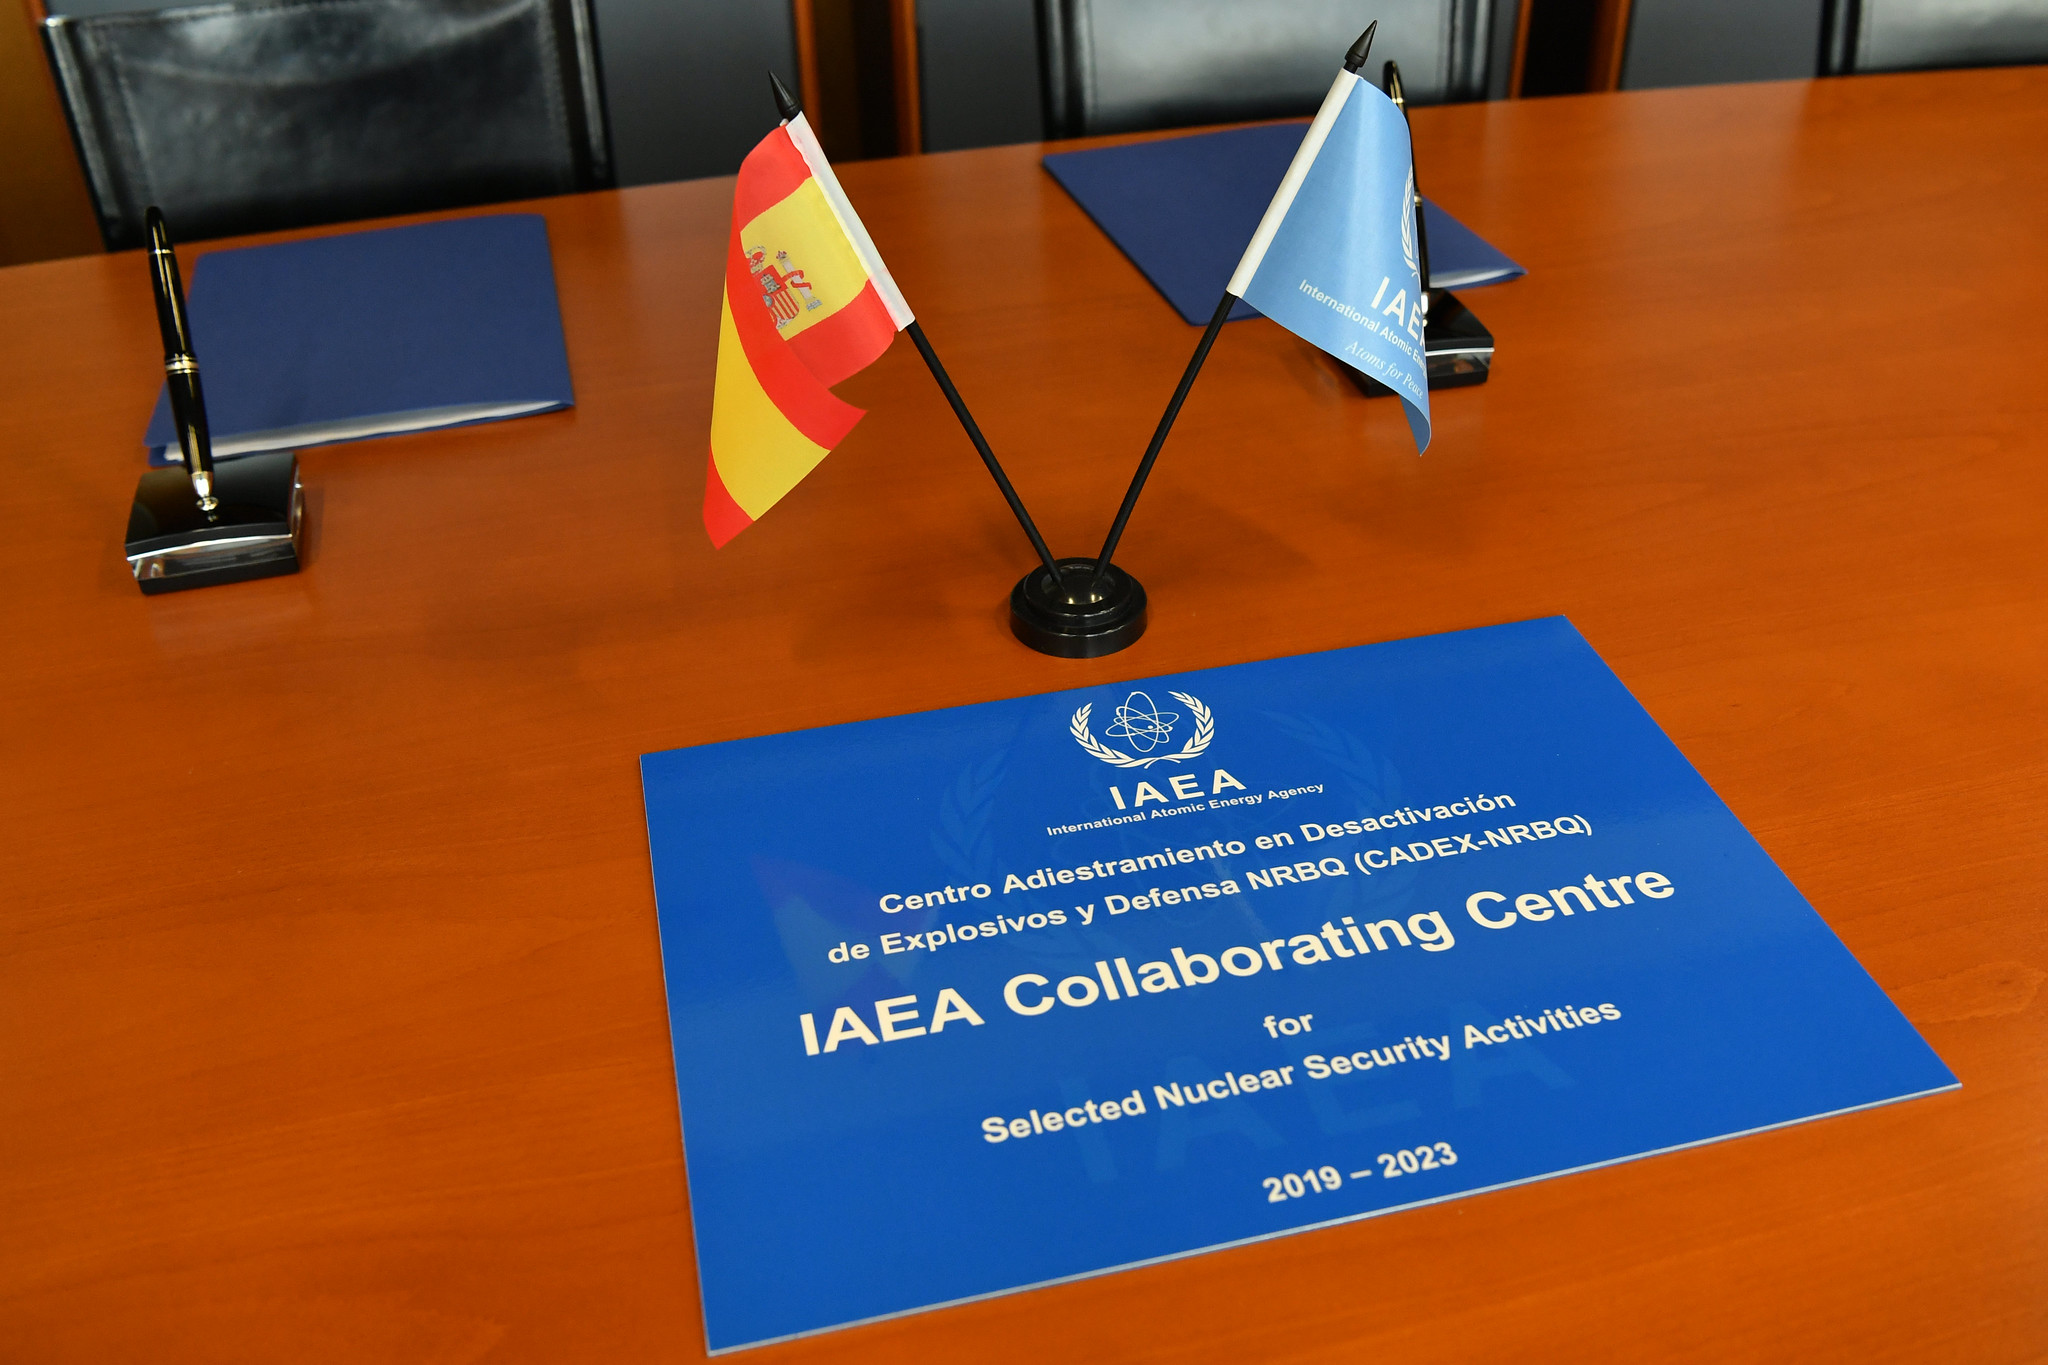 IAE
International Atomic
Atoms for Peace
IAEA
International Atomic Energy Agency
Centro Adiestramiento en Desactivación
de Explosivos y Defensa NRBQ (CADEX-NRBQ)
IAEA Collaborating Centre
for
Selected Nuclear Security Activities
2019 – 2023